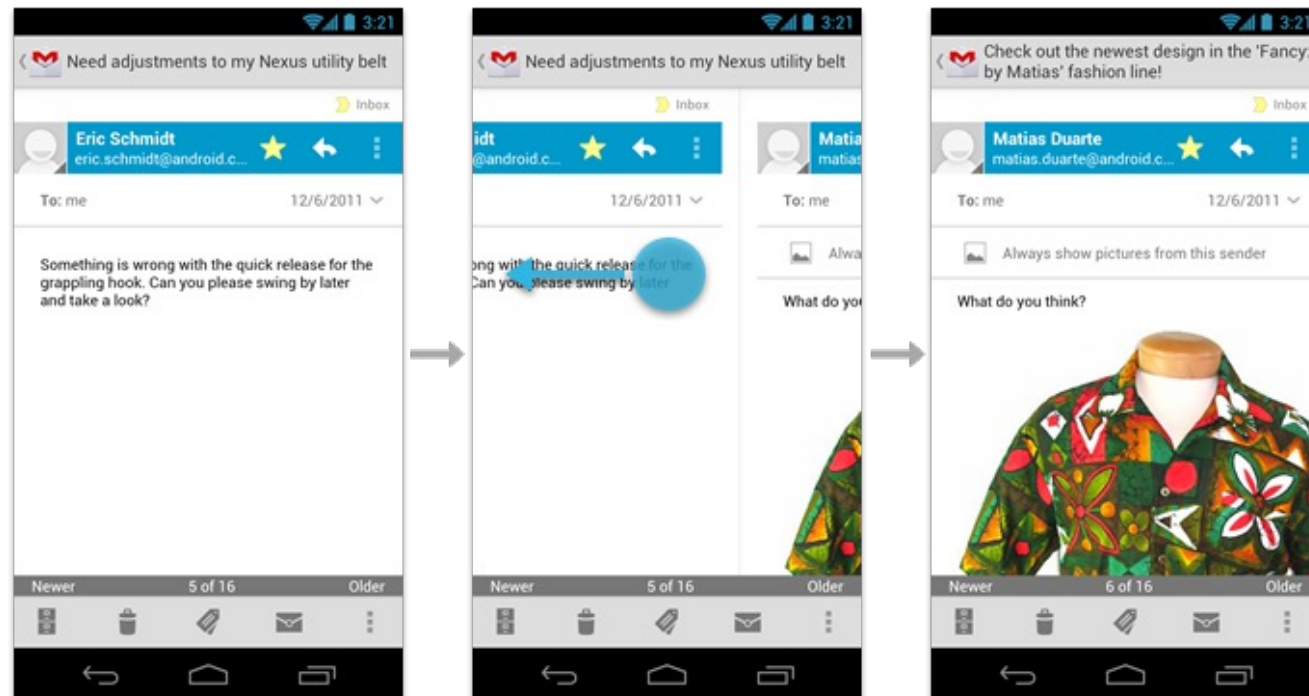 3:21
Need adjustments to my Nexus utility belt
Inbox
Eric Schmidt
eric.schmidt@android.c...
To: me 12/6/2011
Something is wrong with the quick release for the
grappling hook. Can you please swing by later
and take a look?
Newer 5 of 16 Older
3:21
Need adjustments to my Nexus utility belt
Inbox
idt
@android.c...
12/6/2011
ong with the quick release for the
Can you please swing by later
Matia
matias
To: me
Alwa
What do you
Newer 5 of 16 Older
3:21
Check out the newest design in the 'Fancy
by Matias' fashion line!
Inbox
Matias Duarte
matias.duarte@android.c...
To: me 12/6/2011
Always show pictures from this sender
What do you think?
Newer 6 of 16 Older